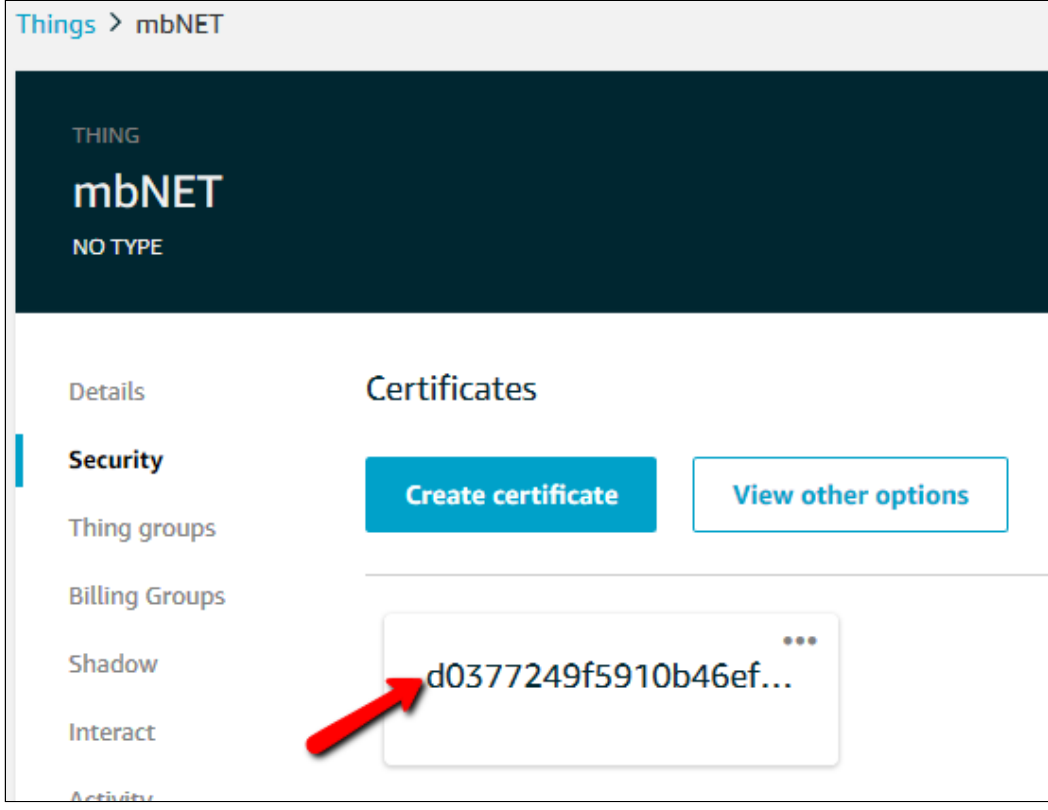 Things > mbNET
THING
mbNET
NO TYPE
Details
Security
Thing groups
Billing Groups
Shadow
Interact
Activity
Certificates
Create certificate
View other options
d0377249f5910b46ef...